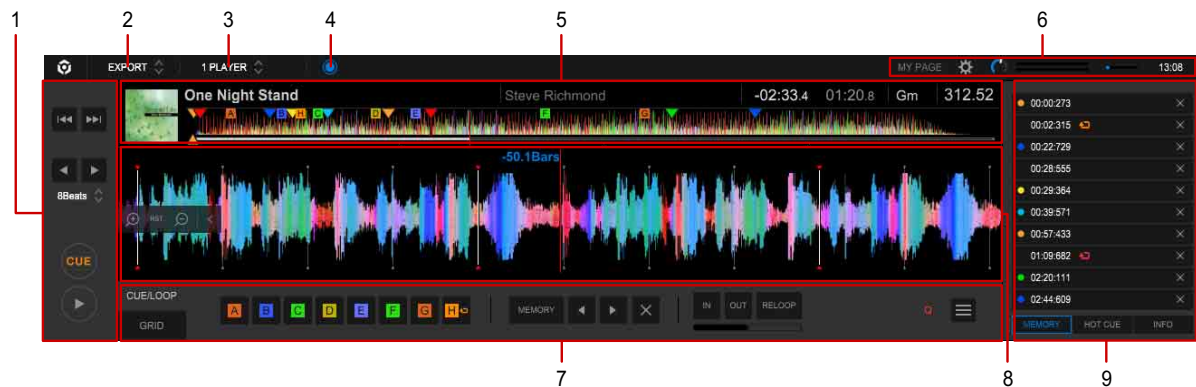 1 2 3 4 5 6
EXPORT 1 PLAYER MY PAGE 13:08
One Night Stand Steve Richmond -02:33.4 01:20.8 Gm 312.52
A B H C D E F G
-50.1Bars
8Beats
RST
CUE
00:00:273
00:02:315
00:22:729
00:28:555
00:29:364
00:39:571
00:57:433
01:09:682
02:20:111
02:44:609
MEMORY HOT CUE INFO
CUE/LOOP
GRID
A B C D E F G H
MEMORY IN OUT RELOOP Q
7 8 9